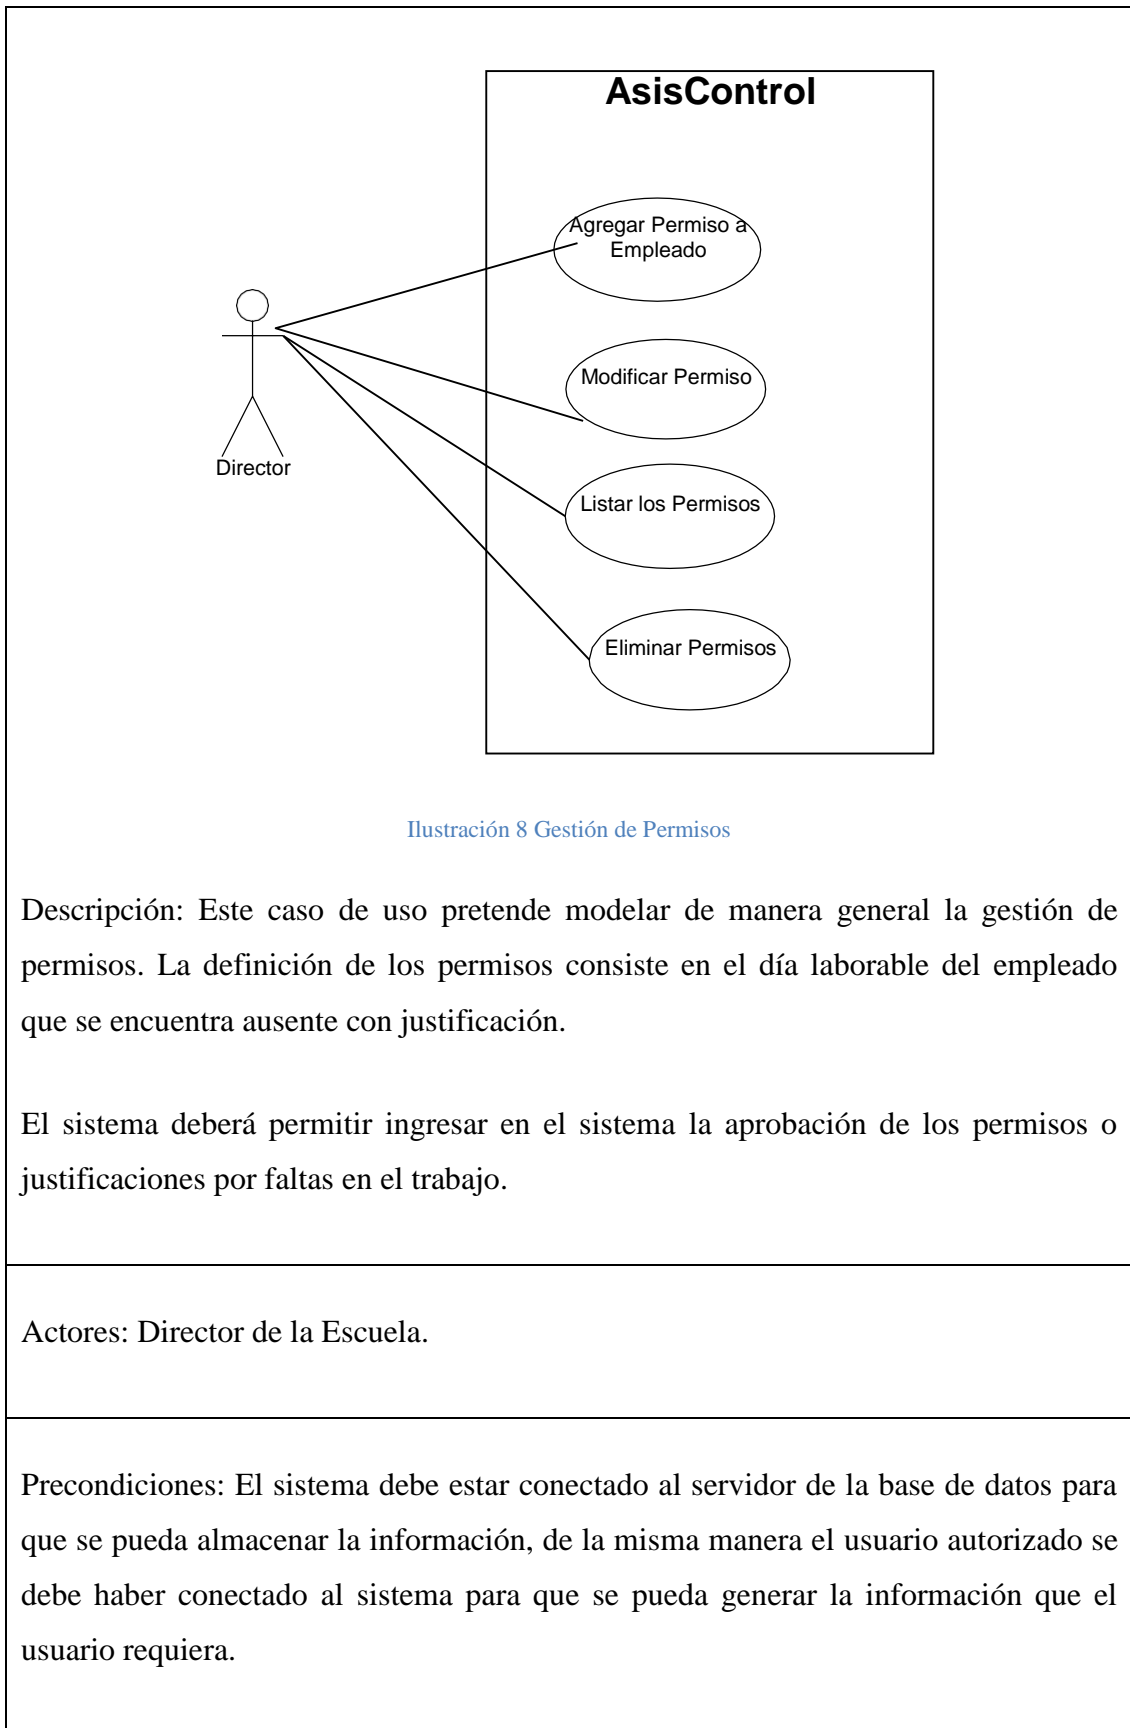 AsisControl
Agregar Permiso a
Empleado
Modificar Permiso
Director
Listar los Permisos
Eliminar Permisos
Ilustración 8 Gestión de Permisos
Descripción: Este caso de uso pretende modelar de manera general la gestión de
permisos. La definición de los permisos consiste en el día laborable del empleado
que se encuentra ausente con justificación.
El sistema deberá permitir ingresar en el sistema la aprobación de los permisos o
justificaciones por faltas en el trabajo.
Actores: Director de la Escuela.
Precondiciones: El sistema debe estar conectado al servidor de la base de datos para
que se pueda almacenar la información, de la misma manera el usuario autorizado se
debe haber conectado al sistema para que se pueda generar la información que el
usuario requiera.